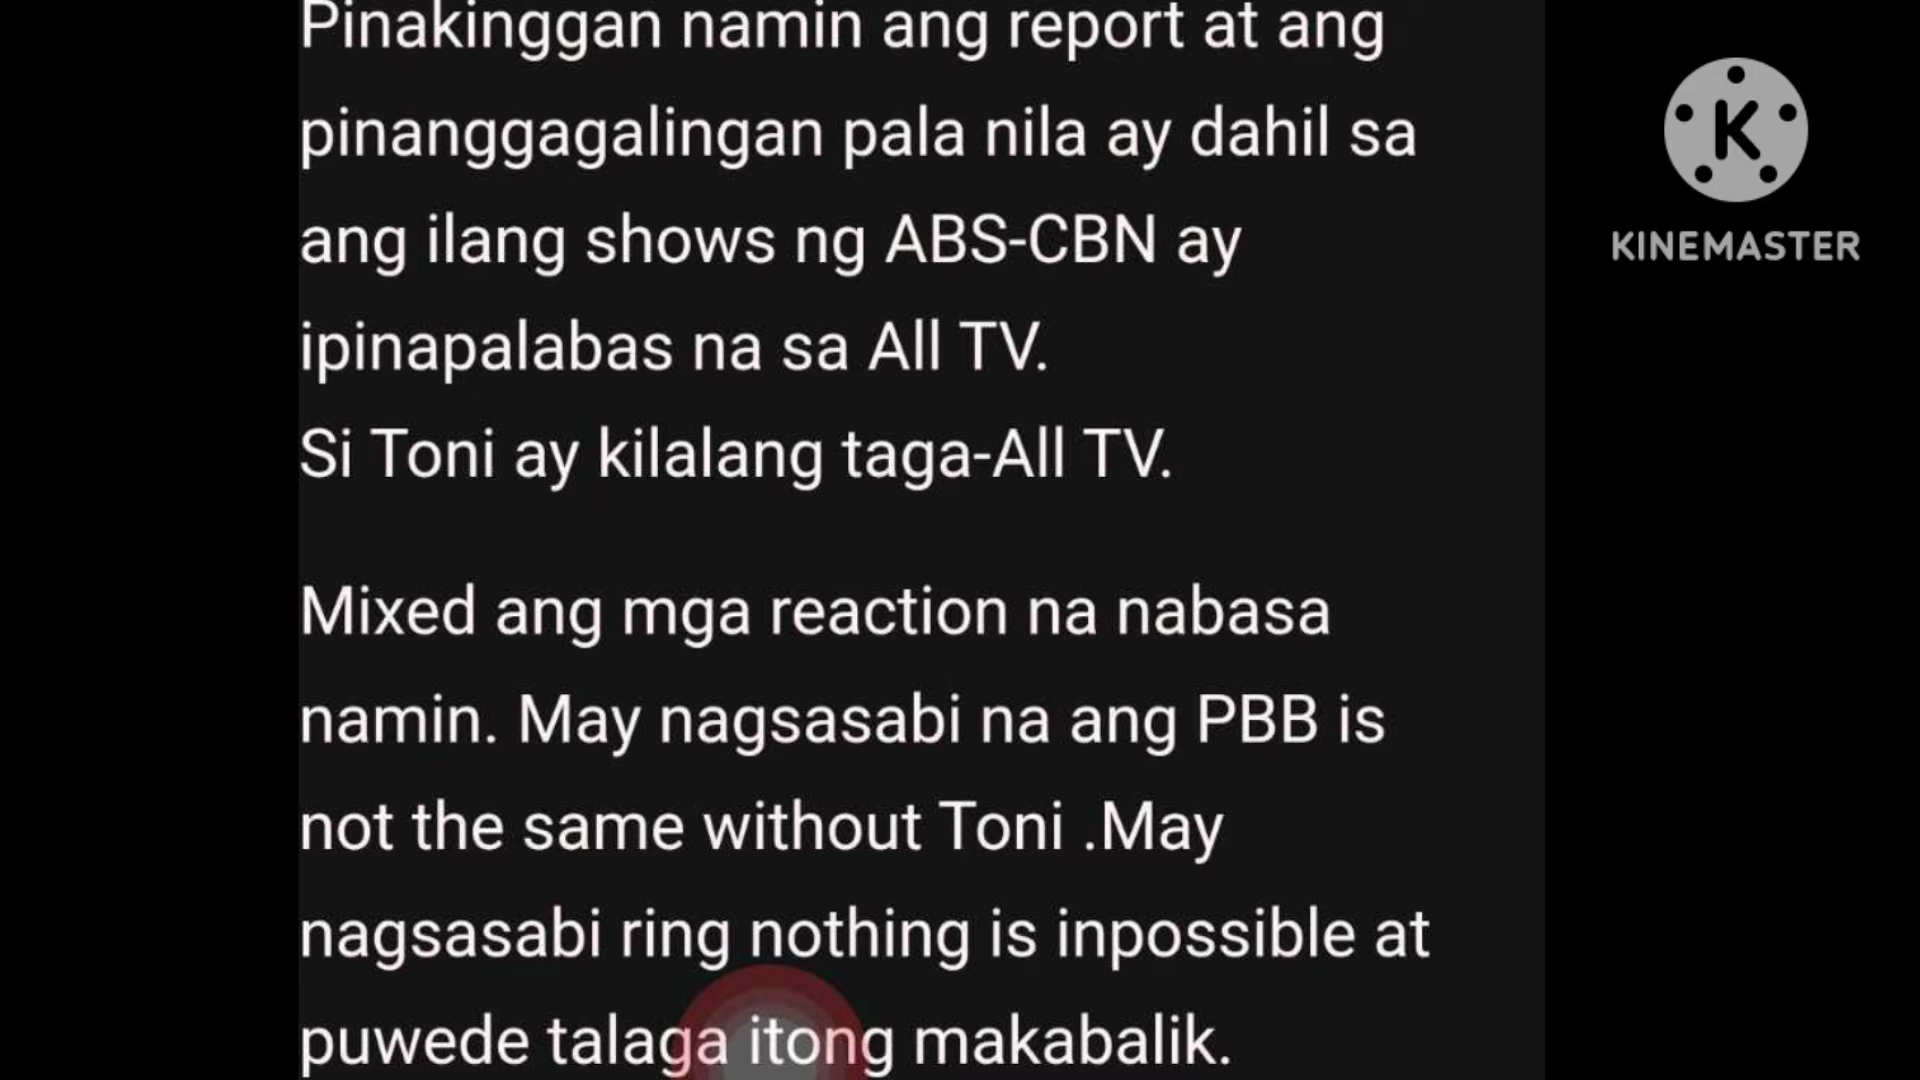 Pinakinggan namin ang report at ang
pinanggagalingan pala nila ay dahil sa
ang ilang shows ng ABS-CBN ay
ipinapalabas na sa All TV.
Si Toni ay kilalang taga-All TV.
Mixed ang mga reaction na nabasa
namin. May nagsasabi na ang PBB is
not the same without Toni .May
nagsasabi ring nothing is inpossible at
puwede talaga itong makabalik.
K
KINEMASTER